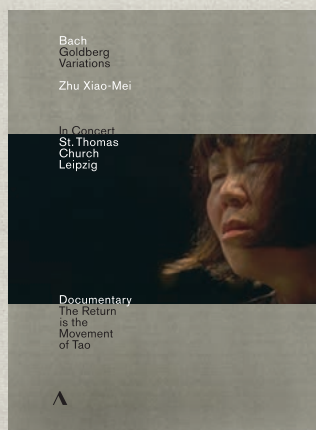 Bach
Goldberg
Variations
Zhu Xiao-Mei
In Concert
St. Thomas
Church
Leipzig
Documentary
The Return
is the
Movement
of Tao